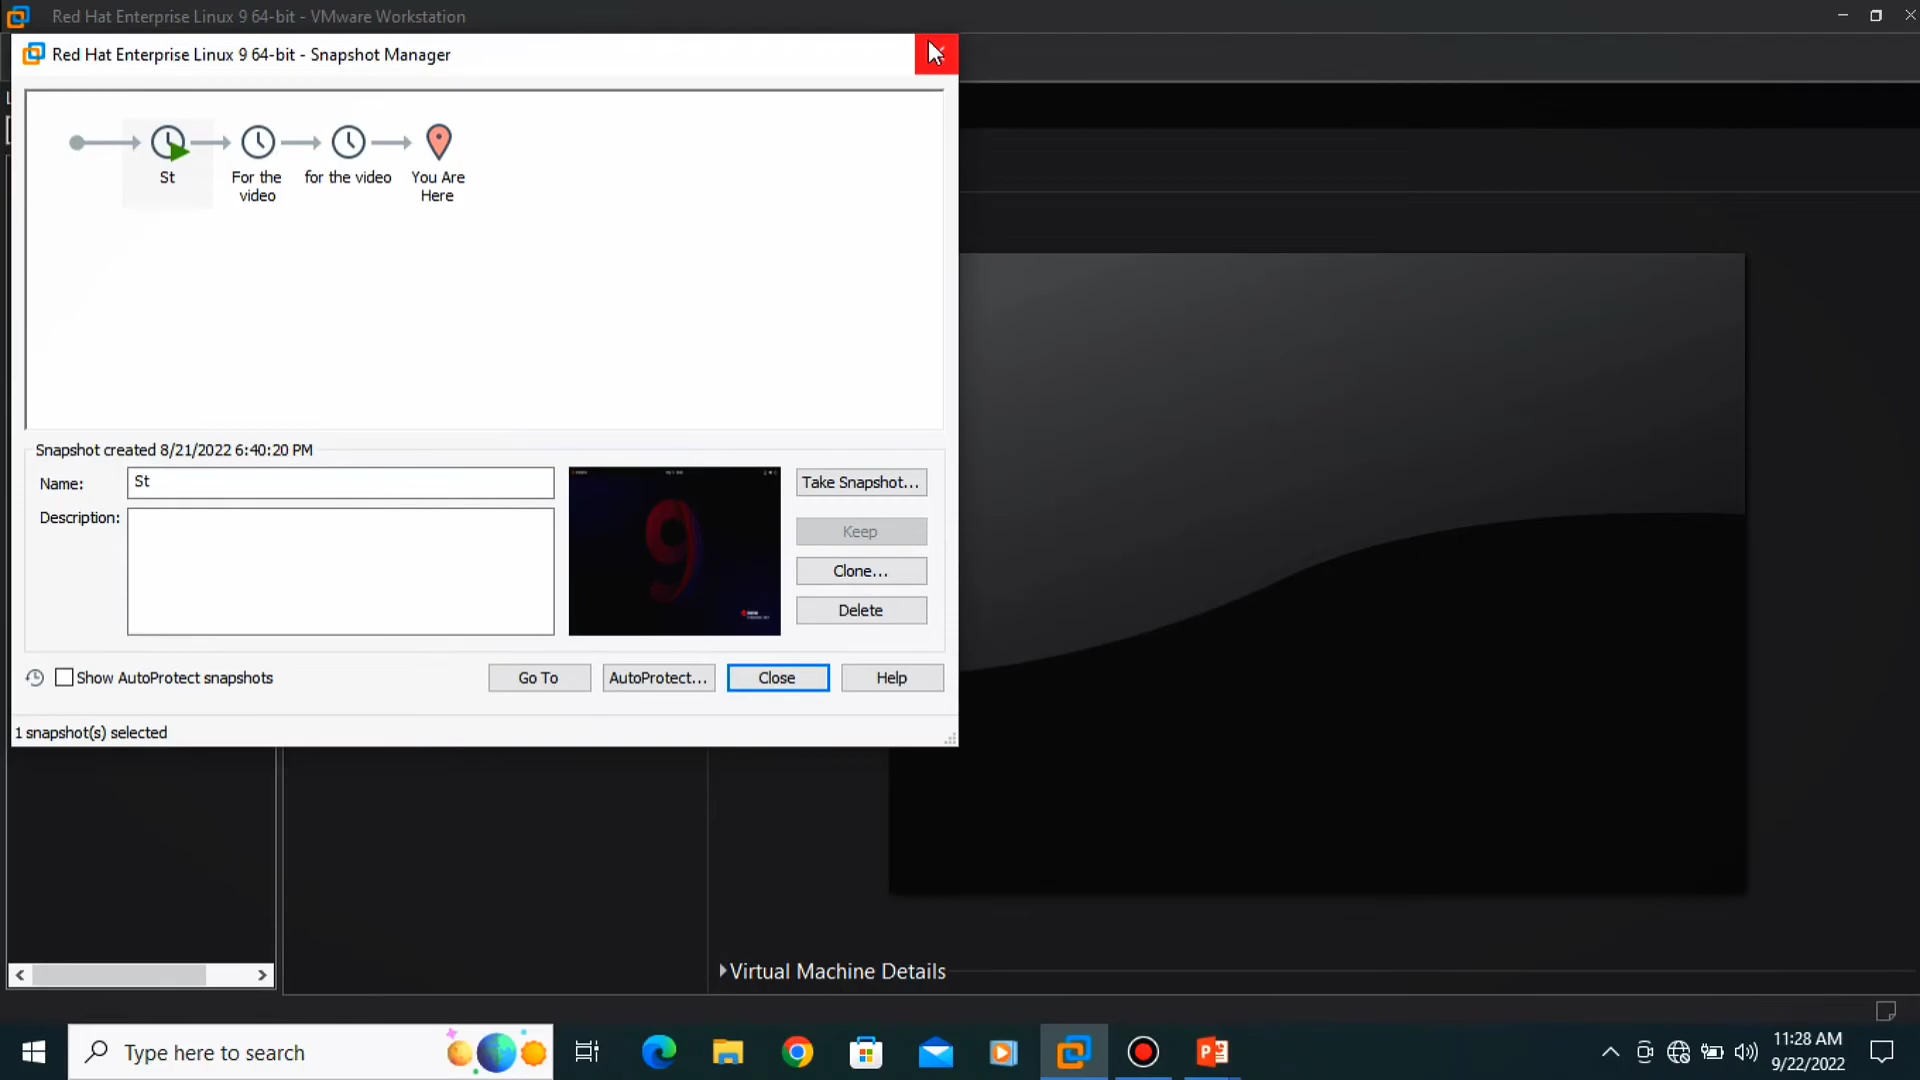 Red Hat Enterprise Linux 9 64-bit - VMware Workstation
Red Hat Enterprise Linux 9 64-bit - Snapshot Manager
St
For the video
for the video
You Are Here
Snapshot created 8/21/2022 6:40:20 PM
Name:
St
Take Snapshot...
Description:
Keep
Clone...
Delete
Show AutoProtect snapshots
Go To
AutoProtect...
Close
Help
1 snapshot(s) selected
Virtual Machine Details
Type here to search
11:28 AM
9/22/2022